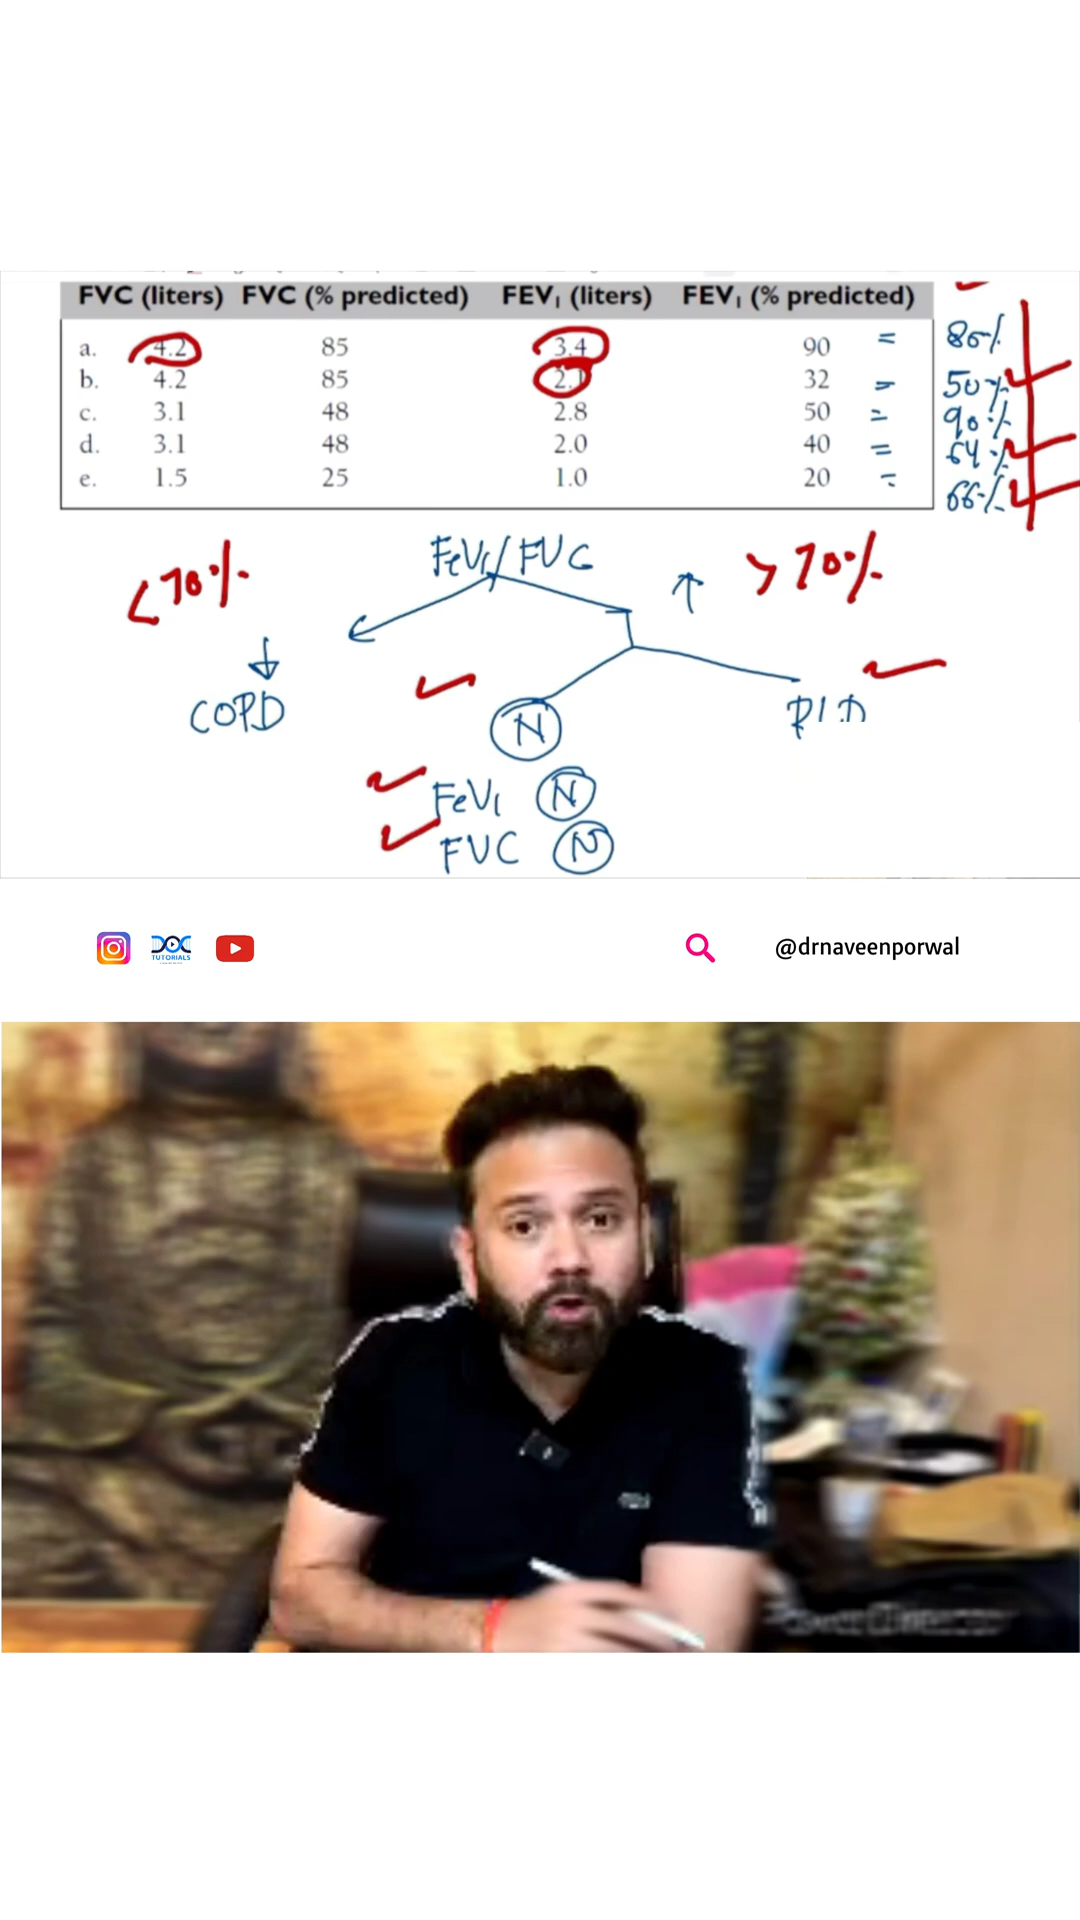 FVC (liters) FVC (% predicted) FEV₁ (liters) FEV₁ (% predicted)
a. 4.2 85 3.4 90 = 80%
b. 4.2 85 2.1 32 = 50%
c. 3.1 48 2.8 50 = 90%
d. 3.1 48 2.0 40 = 64%
e. 1.5 25 1.0 20 = 66%
FeV₁/FVC
<70% ↑ >70%
↓
COPD N RLD
FeV₁ N
FVC N
DOC
TUTORIALS
@drnaveenporwal